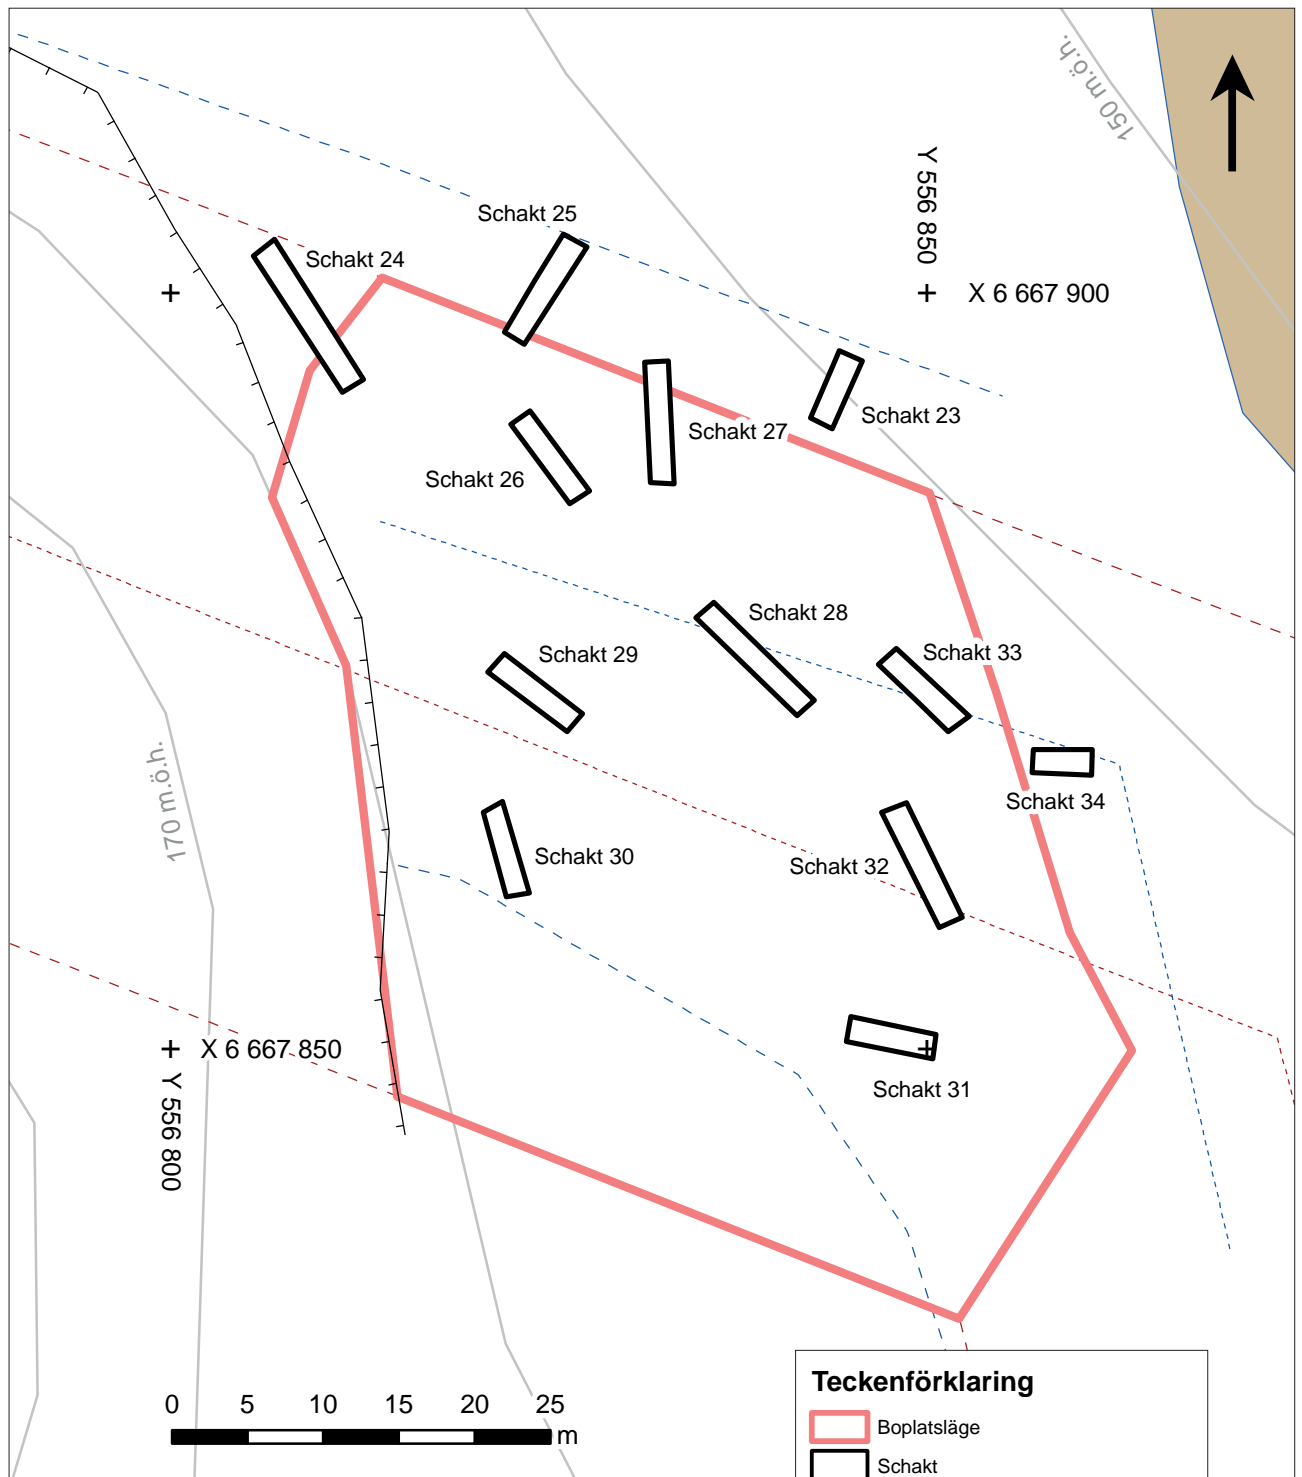 150 m.ö.h.
Y 556 850
Schakt 25
Schakt 24
X 6 667 900
Schakt 23
Schakt 27
Schakt 26
Schakt 28
Schakt 33
Schakt 29
170 m.ö.h.
Schakt 34
Schakt 30
Schakt 32
X 6 667 850
Y 556 800
Schakt 31
0 5 10 15 20 25
m
Teckenförklaring
Boplatsläge
Schakt